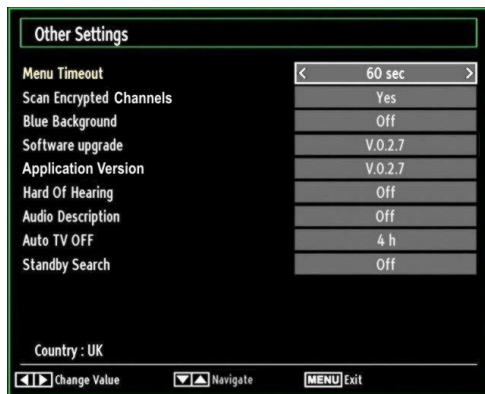 Other Settings
Menu Timeout < 60 sec >
Scan Encrypted Channels Yes
Blue Background Off
Software upgrade V.0.2.7
Application Version V.0.2.7
Hard Of Hearing Off
Audio Description Off
Auto TV OFF 4 h
Standby Search Off
Country : UK
Change Value Navigate MENU Exit